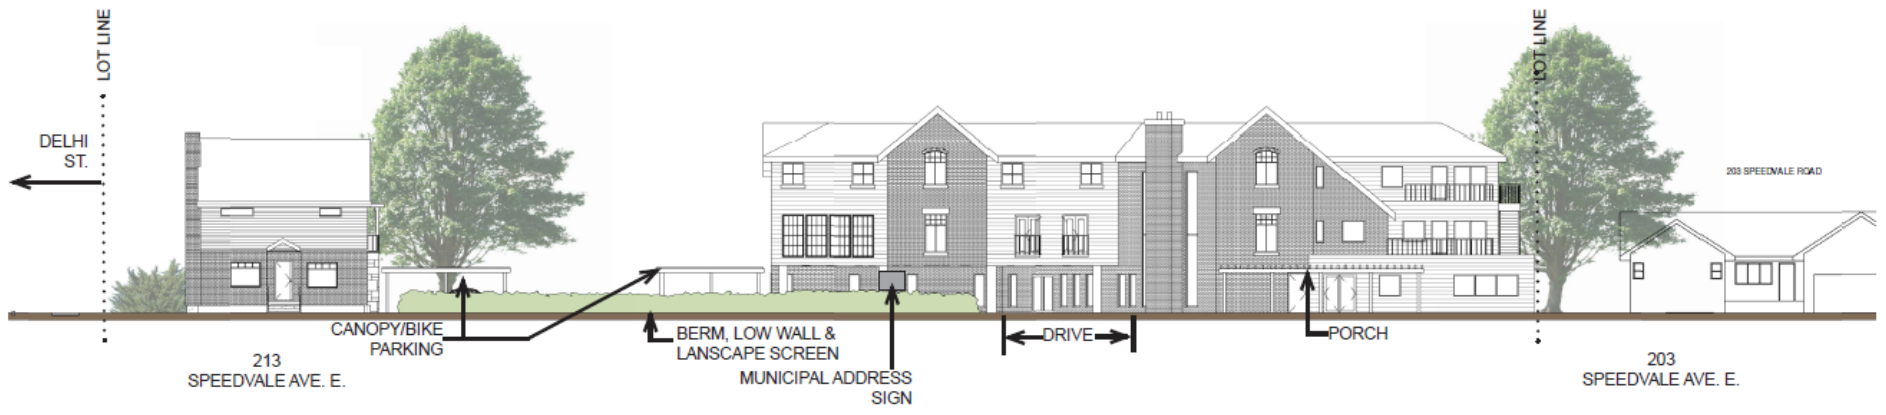 LOT LINE
LOT LINE
DELHI
ST.
203 SPEEDVALE ROAD
CANOPY/BIKE
PARKING
BERM, LOW WALL &
LANSCAPE SCREEN
DRIVE
PORCH
MUNICIPAL ADDRESS
SIGN
213
SPEEDVALE AVE. E.
203
SPEEDVALE AVE. E.